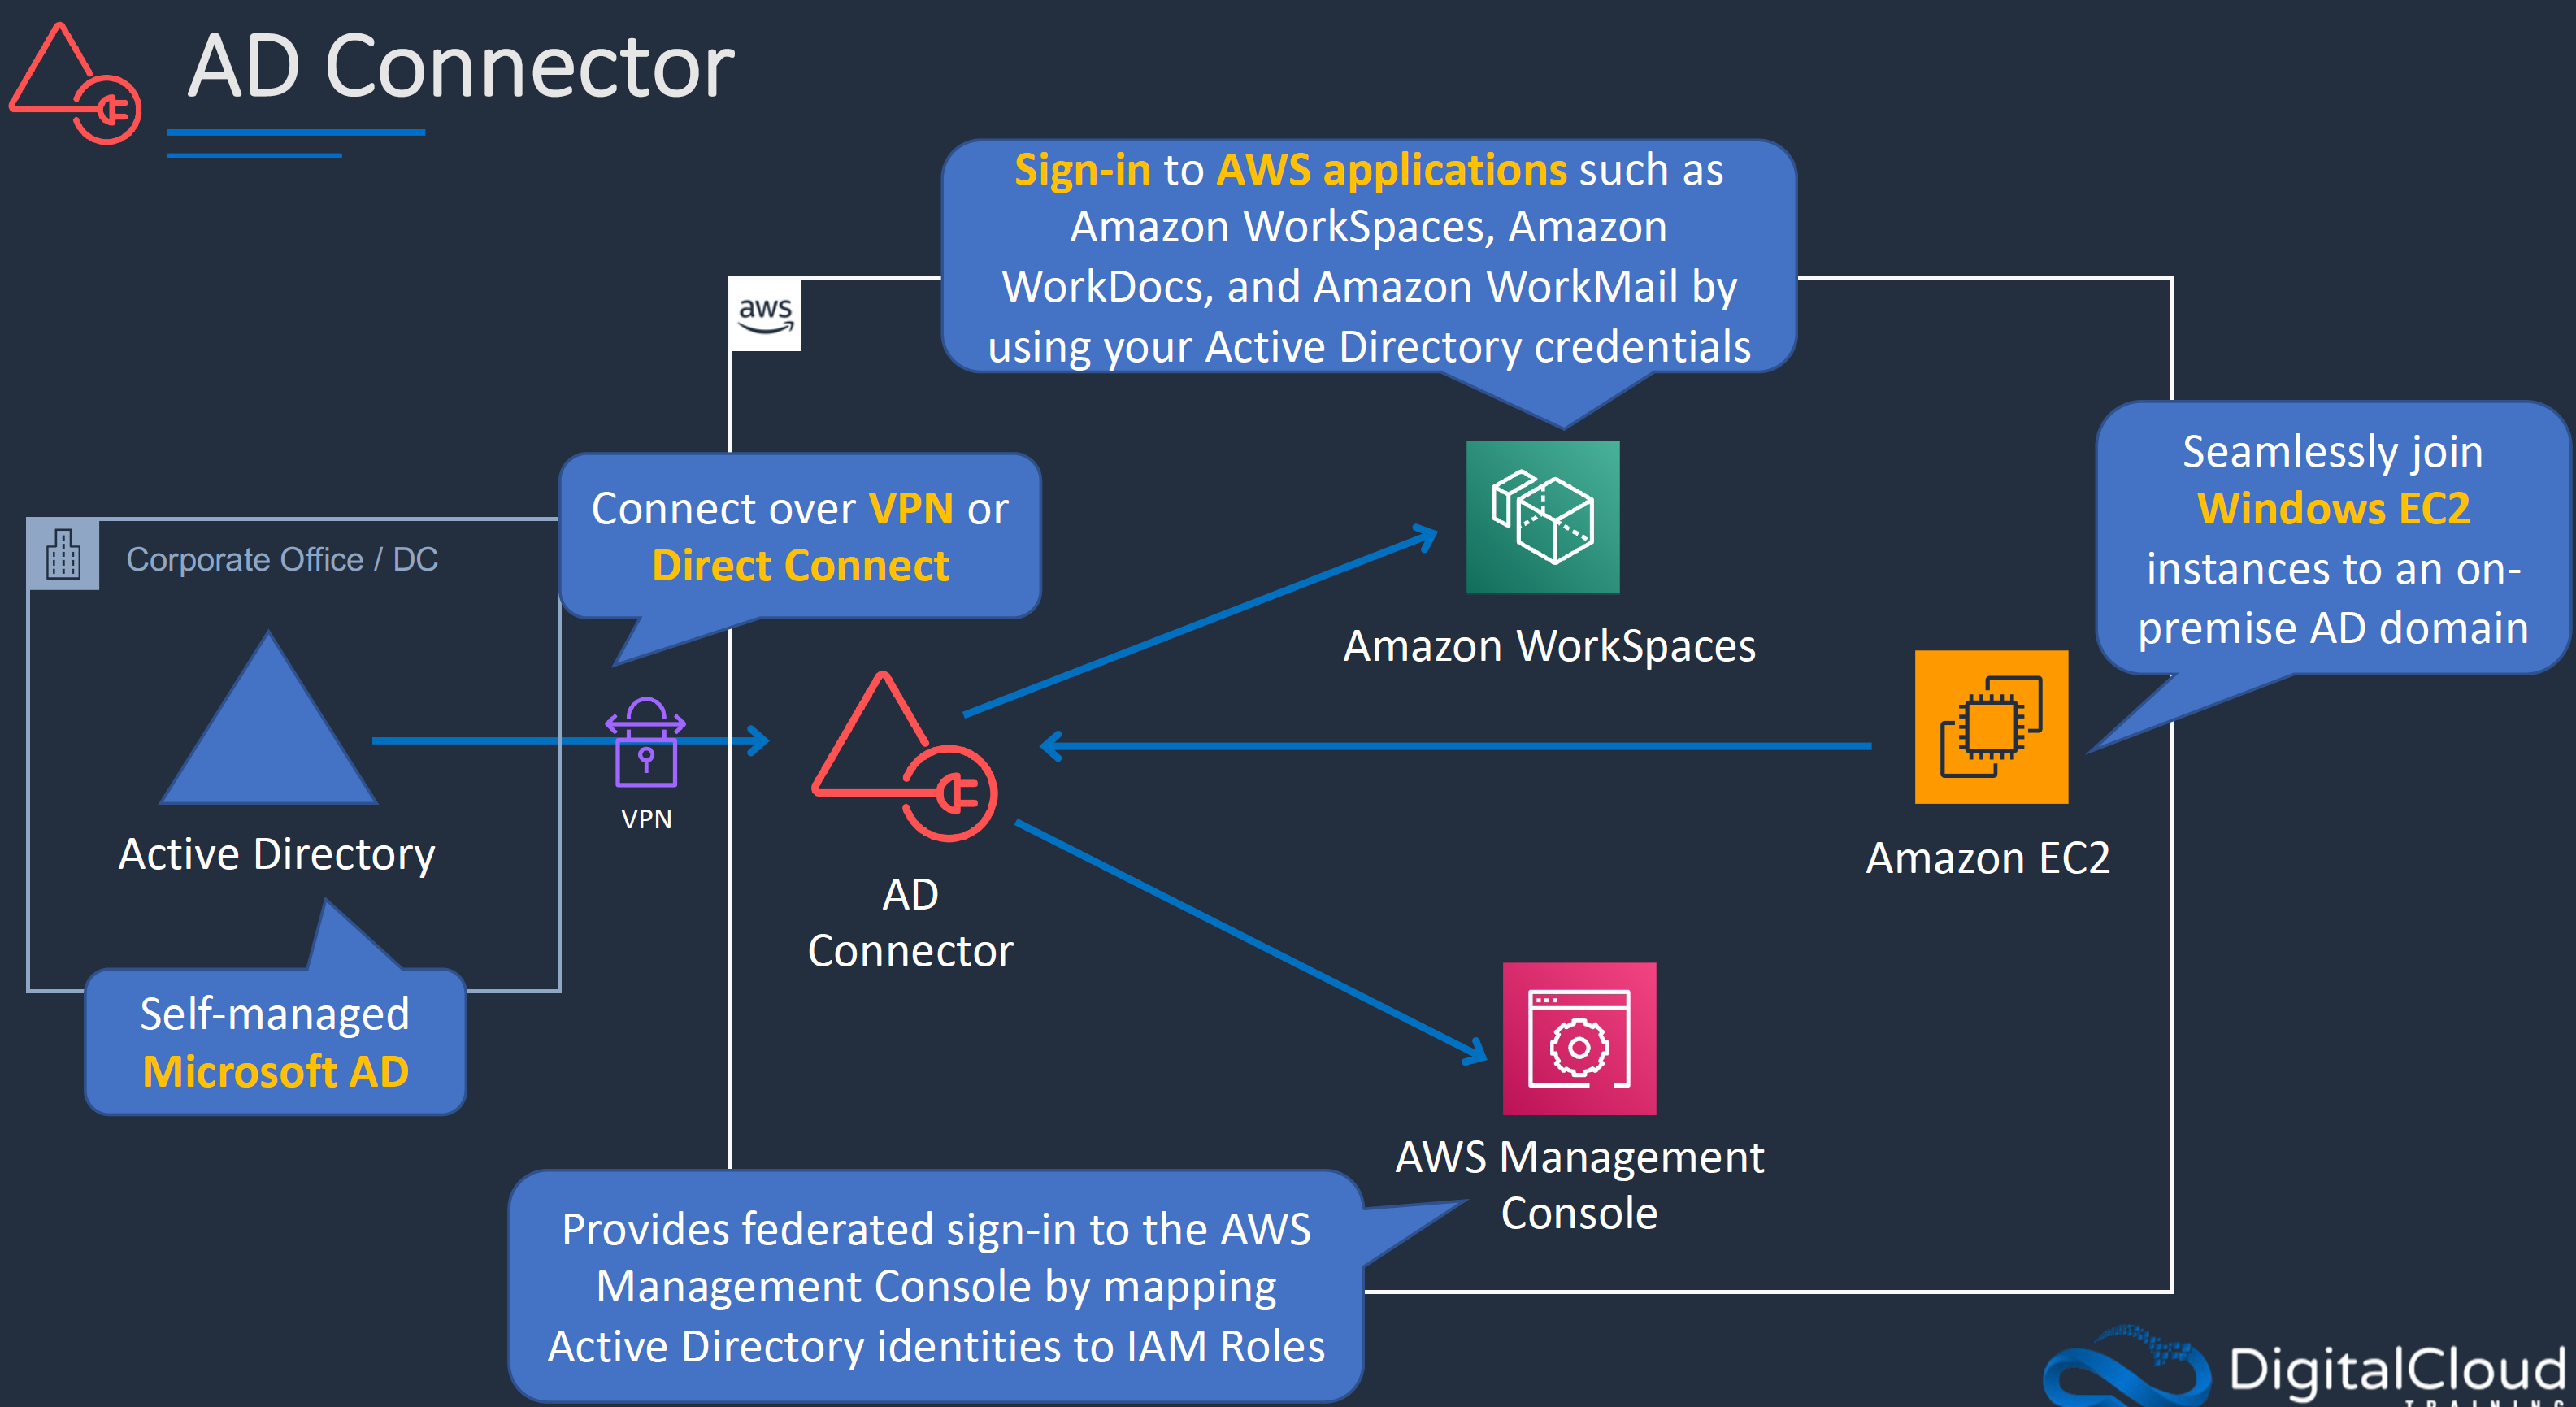 AD Connector
Sign-in to AWS applications such as
Amazon WorkSpaces, Amazon
WorkDocs, and Amazon WorkMail by
using your Active Directory credentials
aws
Connect over VPN or
Direct Connect
Seamlessly join
Windows EC2
instances to an on-
premise AD domain
Corporate Office / DC
Amazon WorkSpaces
VPN
Active Directory
Amazon EC2
AD
Connector
Self-managed
Microsoft AD
AWS Management
Console
Provides federated sign-in to the AWS
Management Console by mapping
Active Directory identities to IAM Roles
DigitalCloud
TRAINING